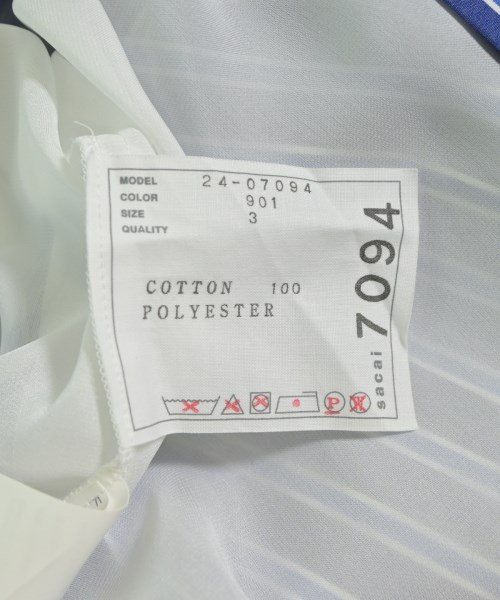 MODEL 24-07094
COLOR 901
SIZE 3
QUALITY
COTTON 100
POLYESTER
sacai 7094
P
W